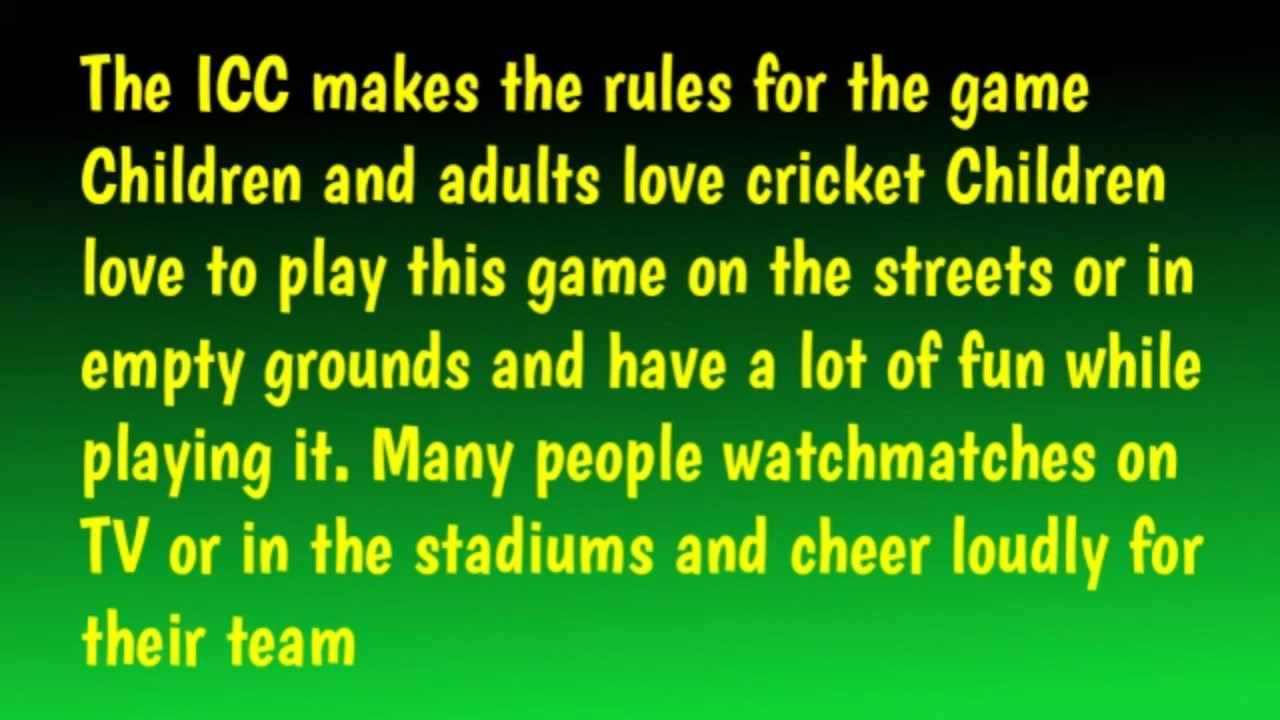 The ICC makes the rules for the game
Children and adults love cricket Children
love to play this game on the streets or in
empty grounds and have a lot of fun while
playing it. Many people watchmatches on
TV or in the stadiums and cheer loudly for
their team